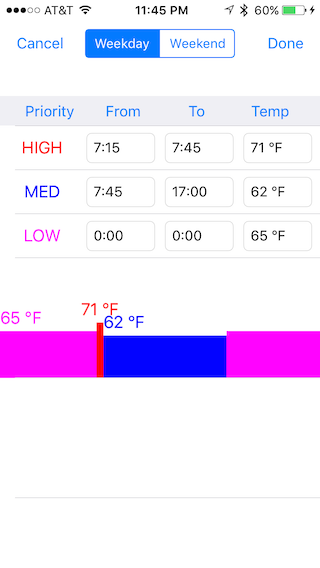 AT&T 11:45 PM 60%
Cancel Weekday Weekend Done
Priority From To Temp
HIGH 7:15 7:45 71 °F
MED 7:45 17:00 62 °F
LOW 0:00 0:00 65 °F
71 °F
65 °F 62 °F